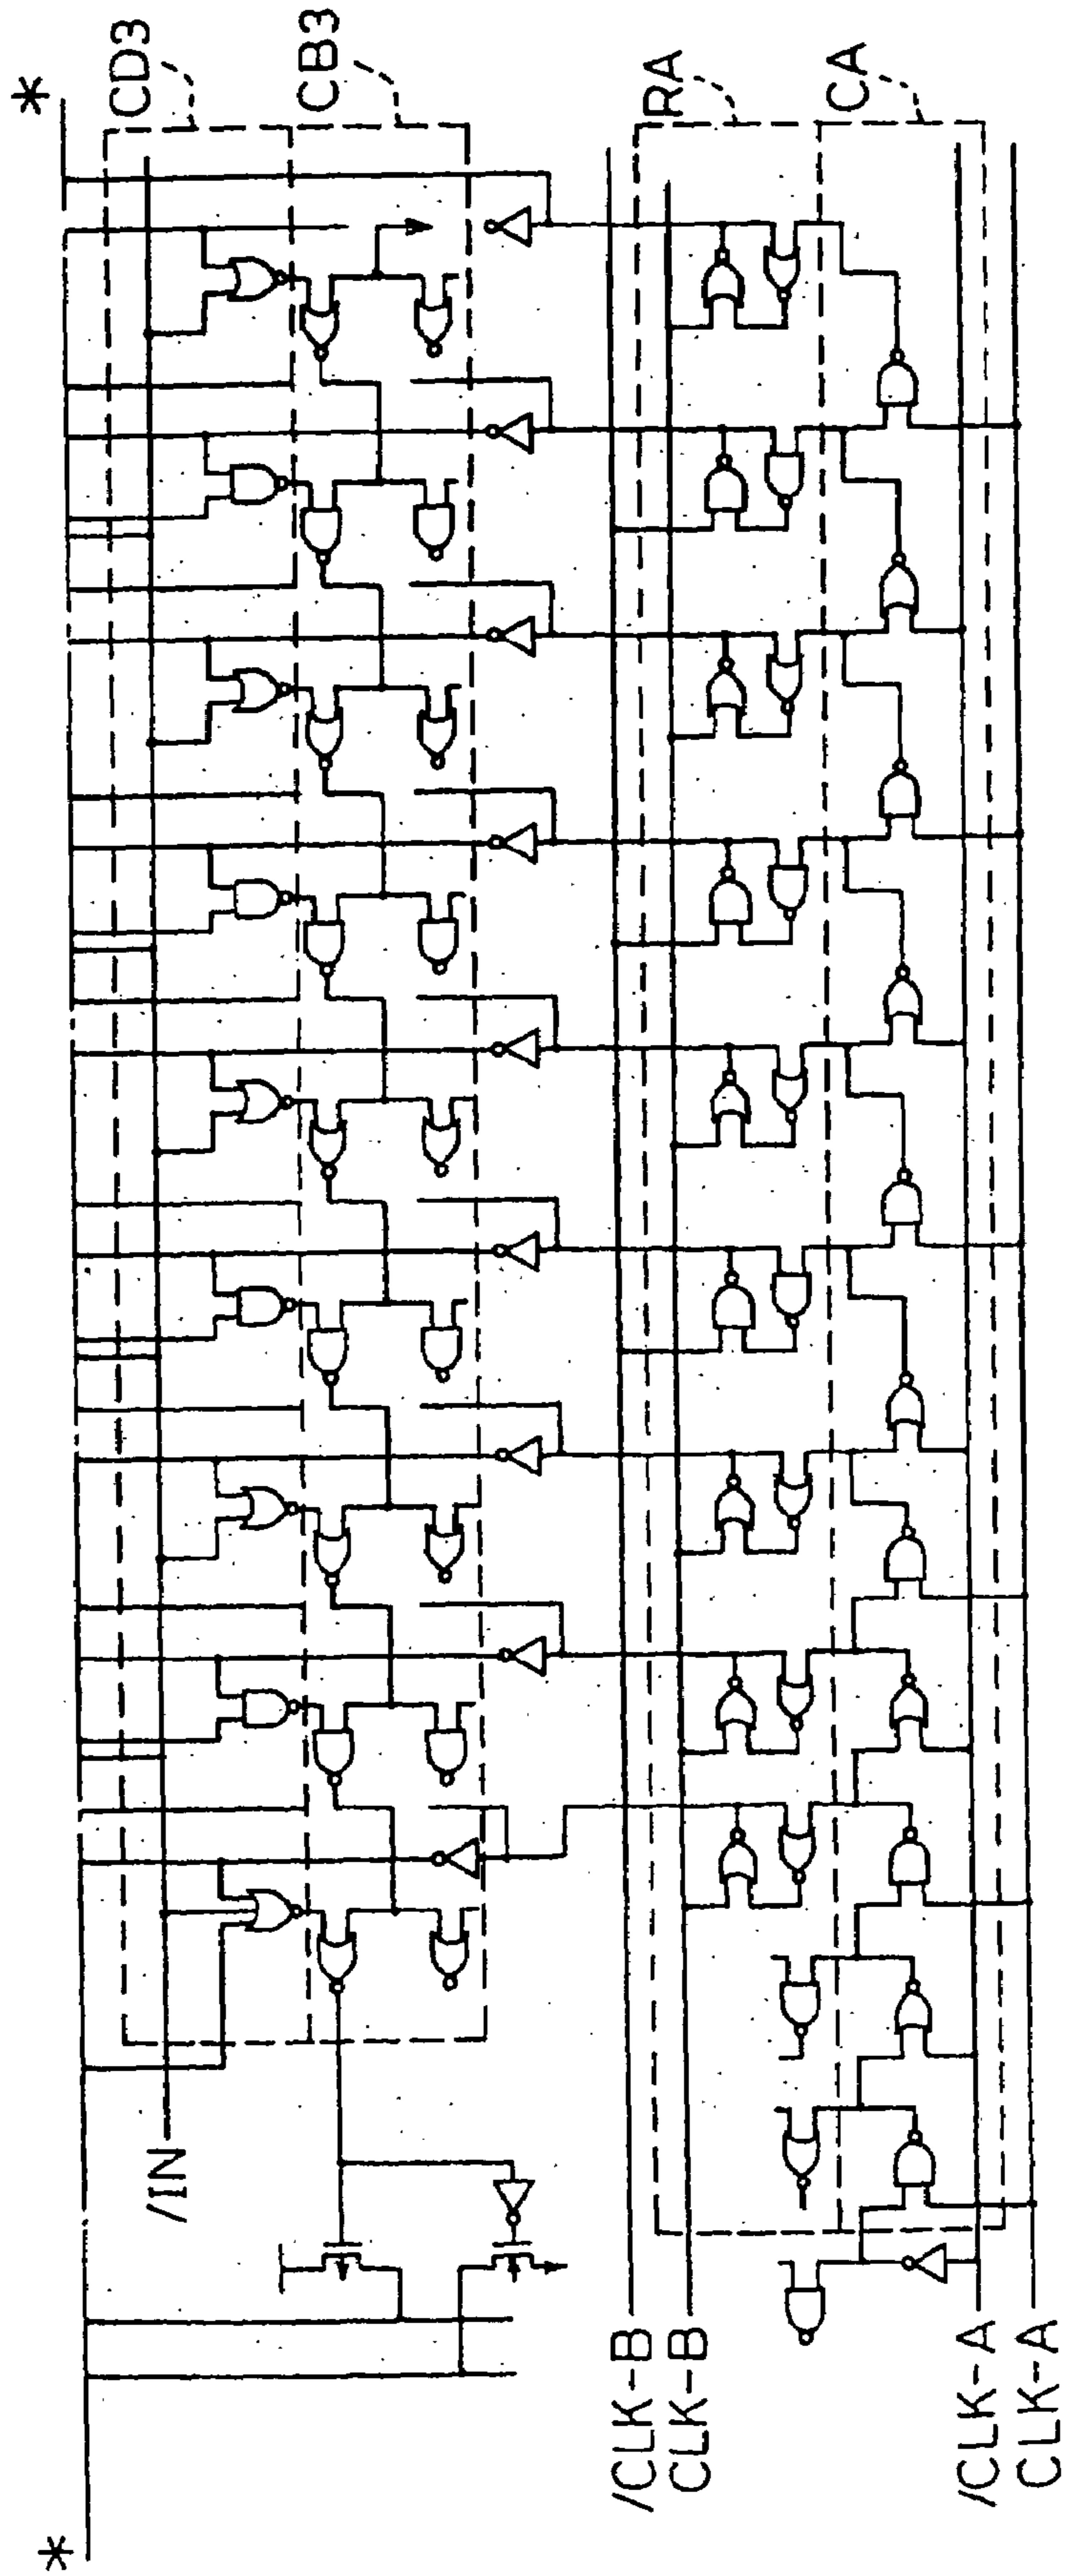 *
CD3
CB3
RA
CA
/IN
/CLK-B
CLK-B
/CLK-A
CLK-A
*